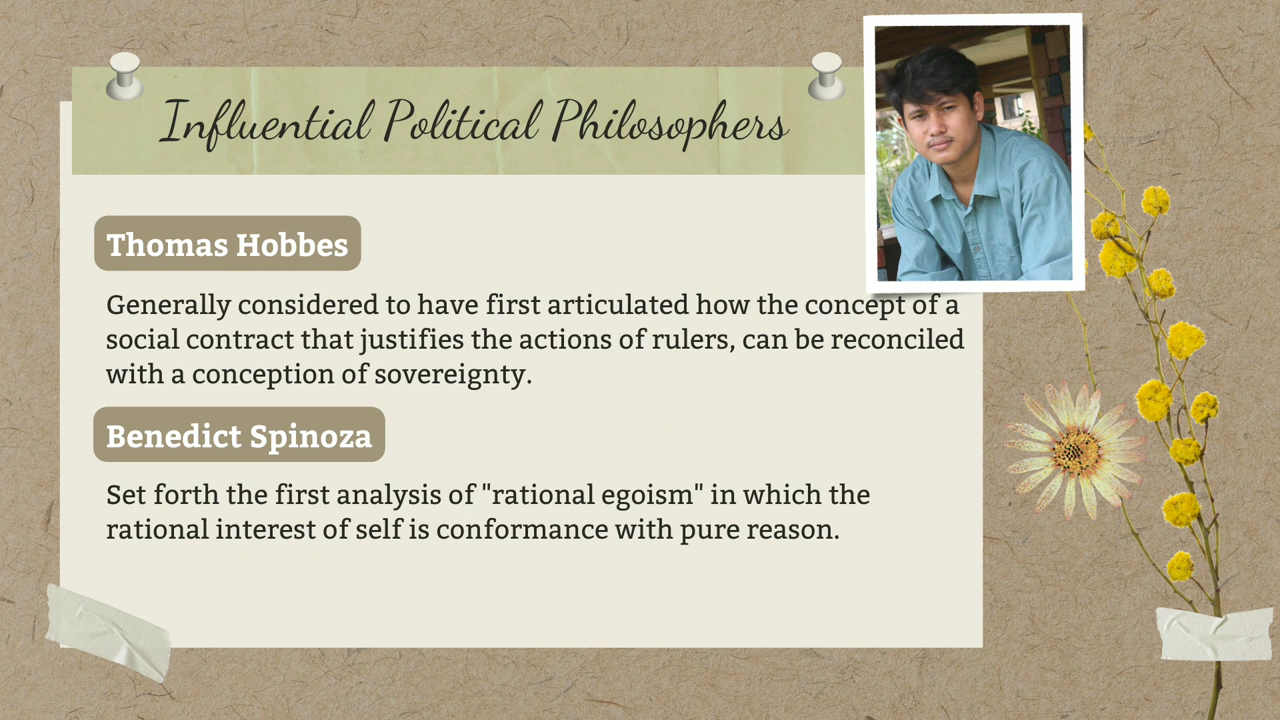 Influential Political Philosophers
Thomas Hobbes
Generally considered to have first articulated how the concept of a
social contract that justifies the actions of rulers, can be reconciled
with a conception of sovereignty.
Benedict Spinoza
Set forth the first analysis of "rational egoism" in which the
rational interest of self is conformance with pure reason.